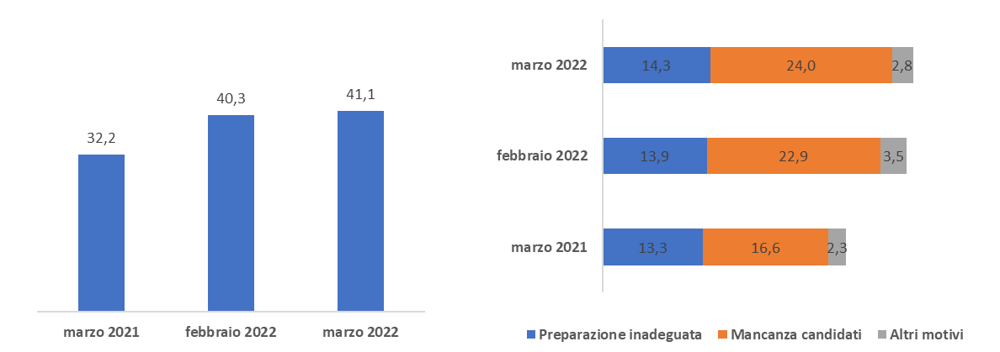 32,2
40,3
41,1
marzo 2021
febbraio 2022
marzo 2022
marzo 2022
14,3
24,0
2,8
febbraio 2022
13,9
22,9
3,5
marzo 2021
13,3
16,6
2,3
Preparazione inadeguata
Mancanza candidati
Altri motivi